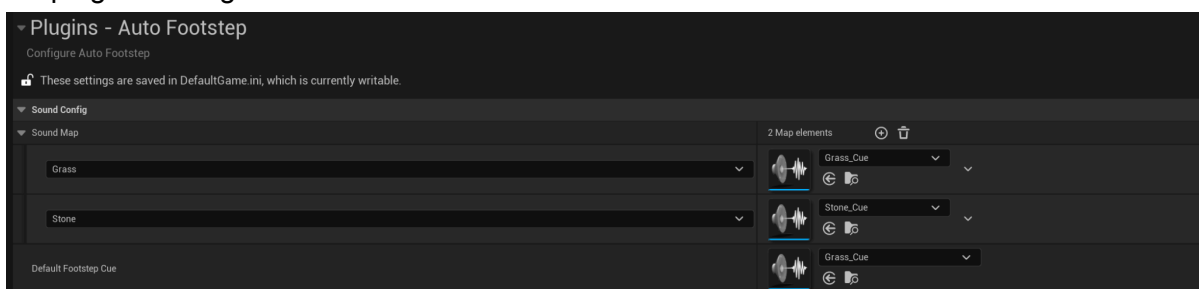 Plugins - Auto Footstep
Configure Auto Footstep
These settings are saved in DefaultGame.ini, which is currently writable.
Sound Config
Sound Map 2 Map elements
Grass Grass_Cue
Stone Stone_Cue
Default Footstep Cue Grass_Cue